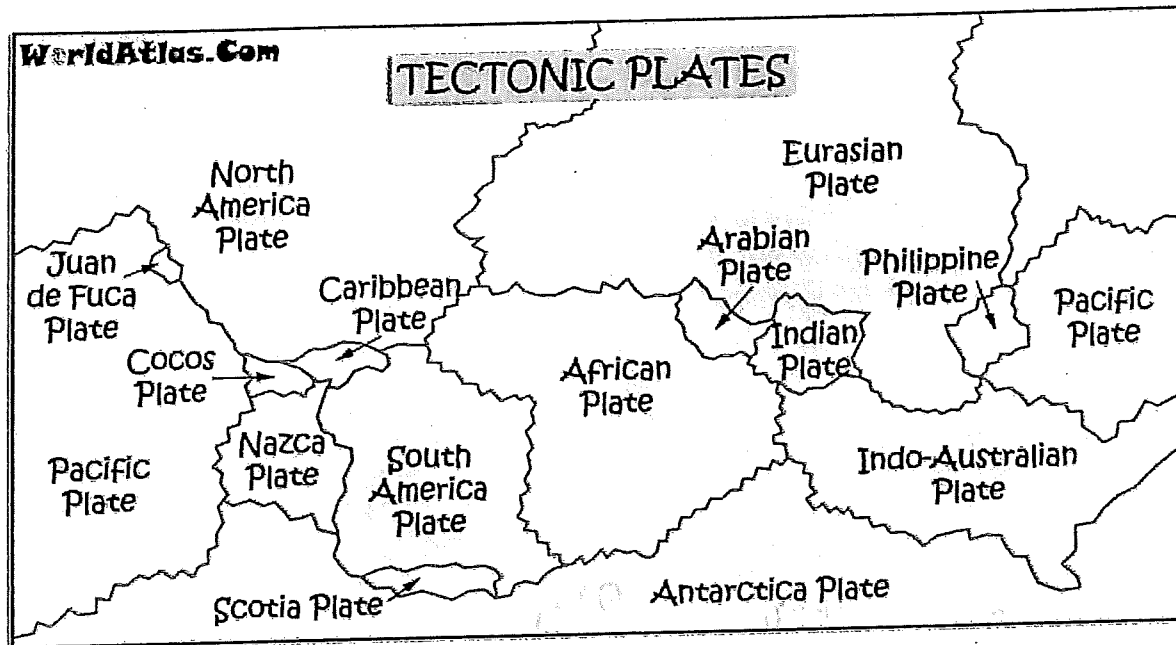 WorldAtlas.Com
TECTONIC PLATES
North
America
Plate
Eurasian
Plate
Juan
de Fuca
Plate
Caribbean
Plate
Arabian
Plate
Philippine
Plate
Pacific
Plate
Cocos
Plate
African
Plate
Indian
Plate
Pacific
Plate
Nazca
Plate
South
America
Plate
Indo-Australian
Plate
Scotia Plate
Antarctica Plate